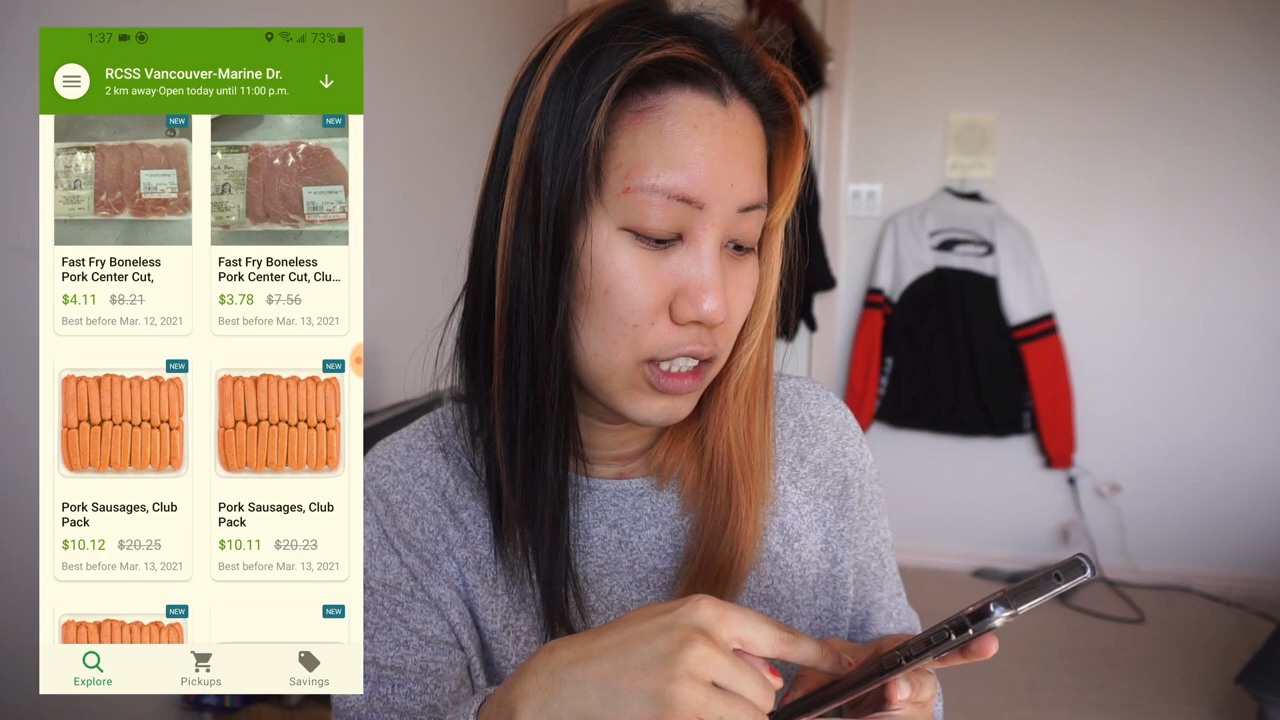 1:37
73%
RCSS Vancouver-Marine Dr.
2 km away·Open today until 11:00 p.m.
NEW
NEW
Fast Fry Boneless
Pork Center Cut,
$4.11 $8.21
Best before Mar. 12, 2021
Fast Fry Boneless
Pork Center Cut, Clu...
$3.78 $7.56
Best before Mar. 13, 2021
NEW
NEW
Pork Sausages, Club
Pack
$10.12 $20.25
Best before Mar. 13, 2021
Pork Sausages, Club
Pack
$10.11 $20.23
Best before Mar. 13, 2021
NEW
NEW
Explore
Pickups
Savings